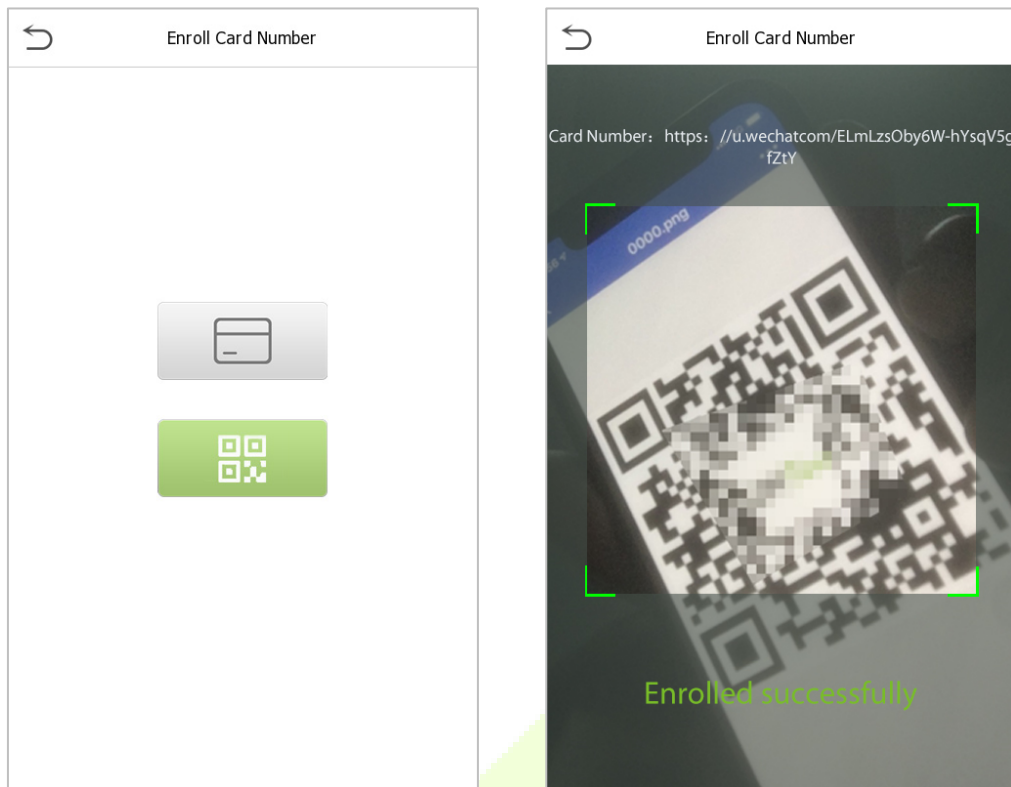 Enroll Card Number
Enroll Card Number
Card Number: https: //u.wechatcom/ELmLzsOby6W-hYsqV5g
fZtY
0000.png
Enrolled successfully